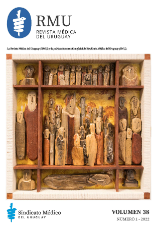 RMU
REVISTA MÉDICA
DEL URUGUAY
Sindicato Médico
DEL URUGUAY
VOLUMEN 38
NÚMERO 1 - 2022